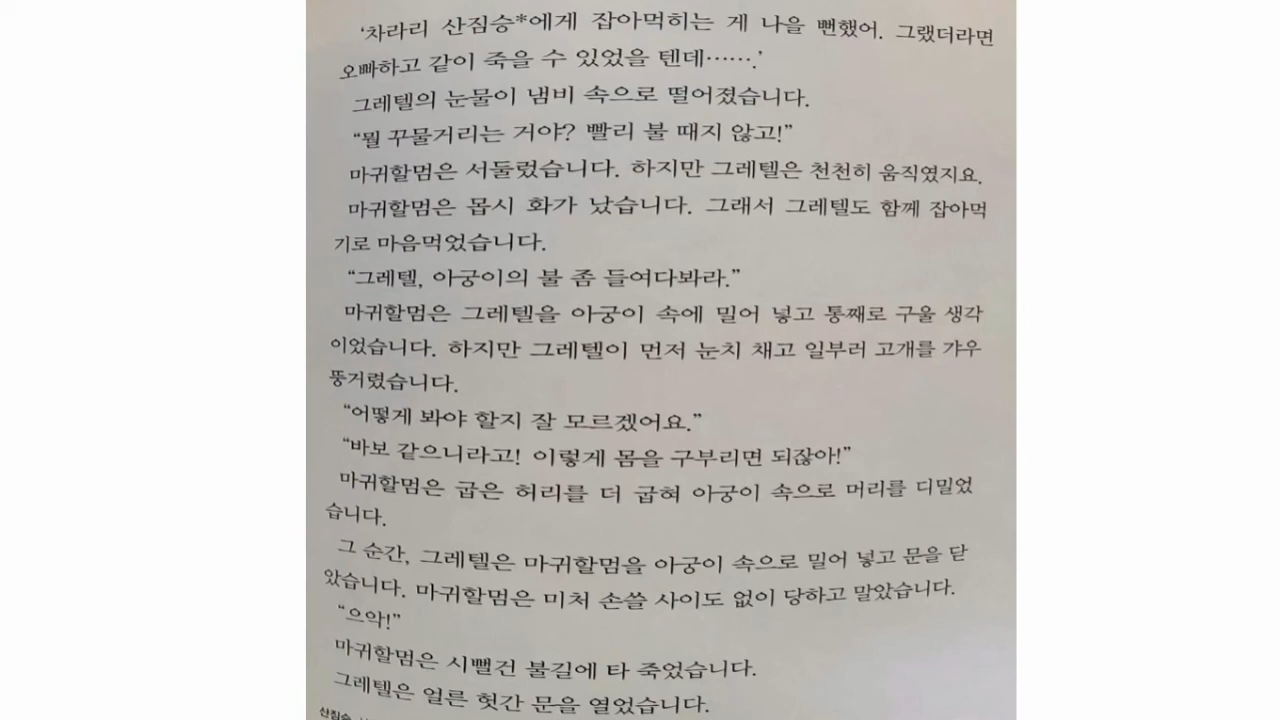 ‘차라리 산짐승*에게 잡아먹히는 게 나을 뻔했어. 그랬더라면
오빠하고 같이 죽을 수 있었을 텐데…….’
그레텔의 눈물이 냄비 속으로 떨어졌습니다.
“뭘 꾸물거리는 거야? 빨리 불 때지 않고!”
마귀할멈은 서둘렀습니다. 하지만 그레텔은 천천히 움직였지요.
마귀할멈은 몹시 화가 났습니다. 그래서 그레텔도 함께 잡아먹
기로 마음먹었습니다.
“그레텔, 아궁이의 불 좀 들여다봐라.”
마귀할멈은 그레텔을 아궁이 속에 밀어 넣고 통째로 구울 생각
이었습니다. 하지만 그레텔이 먼저 눈치 채고 일부러 고개를 갸우
뚱거렸습니다.
“어떻게 봐야 할지 잘 모르겠어요.”
“바보 같으니라고! 이렇게 몸을 구부리면 되잖아!”
마귀할멈은 굽은 허리를 더 굽혀 아궁이 속으로 머리를 디밀었
습니다.
그 순간, 그레텔은 마귀할멈을 아궁이 속으로 밀어 넣고 문을 닫
았습니다. 마귀할멈은 미처 손쓸 사이도 없이 당하고 말았습니다.
“으악!”
마귀할멈은 시뻘건 불길에 타 죽었습니다.
그레텔은 얼른 헛간 문을 열었습니다.
산짐승